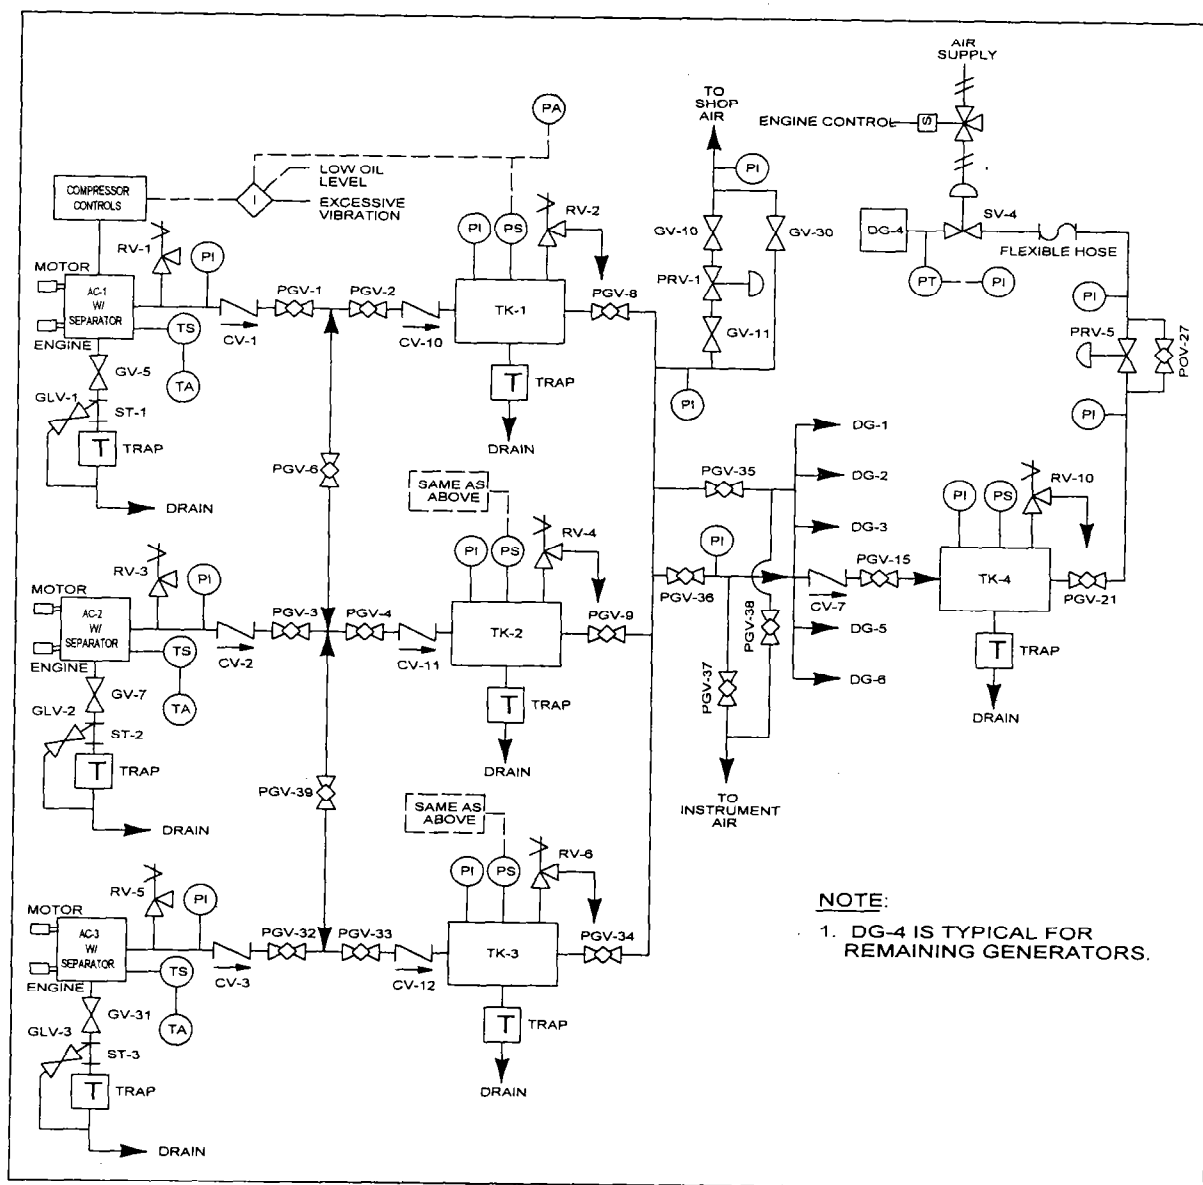 AIR
SUPPLY
TO
SHOP
AIR
PA
ENGINE CONTROL
S
PI
LOW OIL
LEVEL
COMPRESSOR
CONTROLS
I
EXCESSIVE
VIBRATION
RV-1
RV-2
PI
PS
GV-10
GV-30
DG-4
SV-4
FLEXIBLE HOSE
PI
PT
PI
MOTOR
AC-1
W/
SEPARATOR
ENGINE
PGV-1
PGV-2
CV-1
CV-10
TK-1
PGV-8
PRV-1
GV-11
PI
PRV-5
POV-27
TS
TA
GV-5
GLV-1
ST-1
T
TRAP
DRAIN
T
TRAP
DRAIN
PI
PI
PGV-6
SAME AS
ABOVE
PGV-35
DG-1
DG-2
DG-3
PI
PS
RV-10
RV-3
PI
PI
PS
RV-4
PI
PGV-15
MOTOR
AC-2
W/
SEPARATOR
ENGINE
PGV-3
PGV-4
CV-2
CV-11
TK-2
PGV-9
PGV-36
PGV-38
PGV-37
CV-7
TK-4
PGV-21
DG-5
DG-6
TS
TA
GV-7
GLV-2
ST-2
T
TRAP
DRAIN
T
TRAP
DRAIN
T
TRAP
DRAIN
PGV-39
SAME AS
ABOVE
TO
INSTRUMENT
AIR
RV-5
PI
PI
PS
RV-6
MOTOR
AC-3
W/
SEPARATOR
ENGINE
PGV-32
PGV-33
CV-3
CV-12
TK-3
PGV-34
TS
TA
GV-31
GLV-3
ST-3
T
TRAP
DRAIN
T
TRAP
DRAIN
NOTE:
1. DG-4 IS TYPICAL FOR
REMAINING GENERATORS.